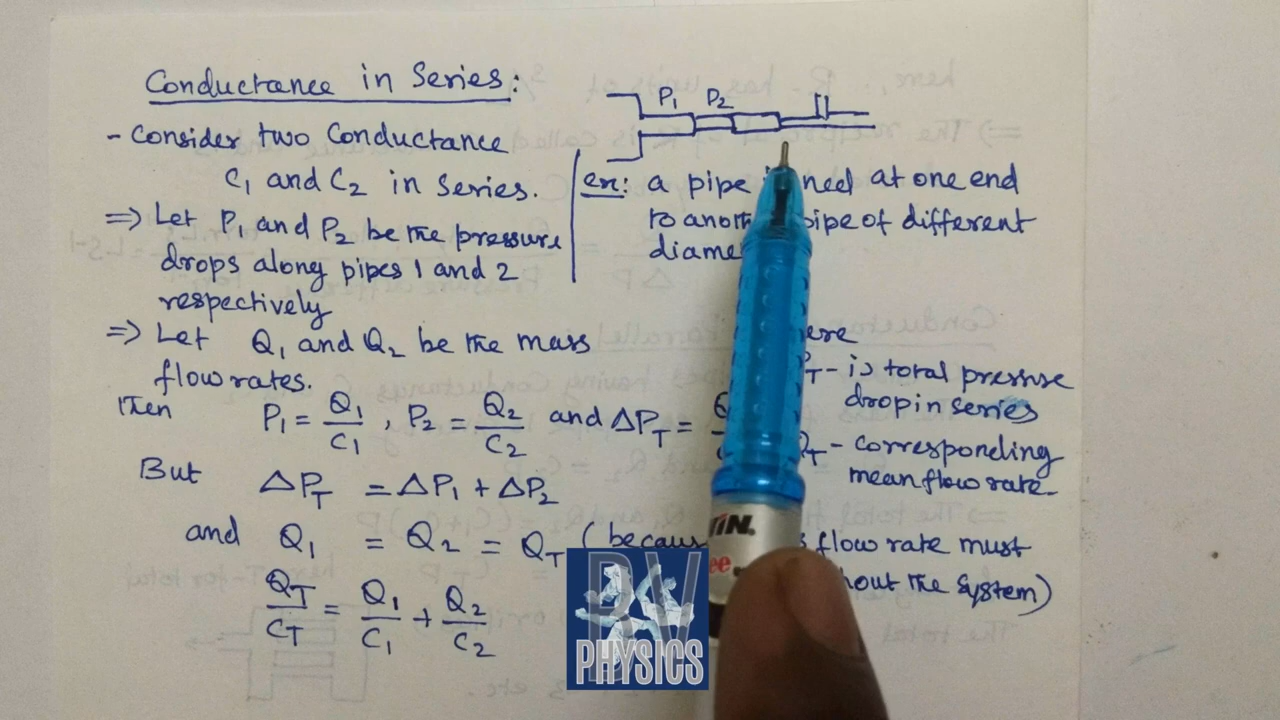 Conductance in Series:
- Consider two Conductance
C1 and C2 in Series.
=> Let P1 and P2 be the pressure
drops along pipes 1 and 2
respectively
=> Let Q1 and Q2 be the mass
flow rates.
P1 P2
ex: a pipe at one end
to pipe of different
Then P1 = Q1/C1, P2 = Q2/C2 and ΔPT =
T - is total pressure
drop in series
T - corresponding
mean flow rate.
But ΔPT = ΔP1 + ΔP2
and Q1 = Q2 = QT ( flow rate must
the system)
QT/CT = Q1/C1 + Q2/C2
BV
PHYSICS